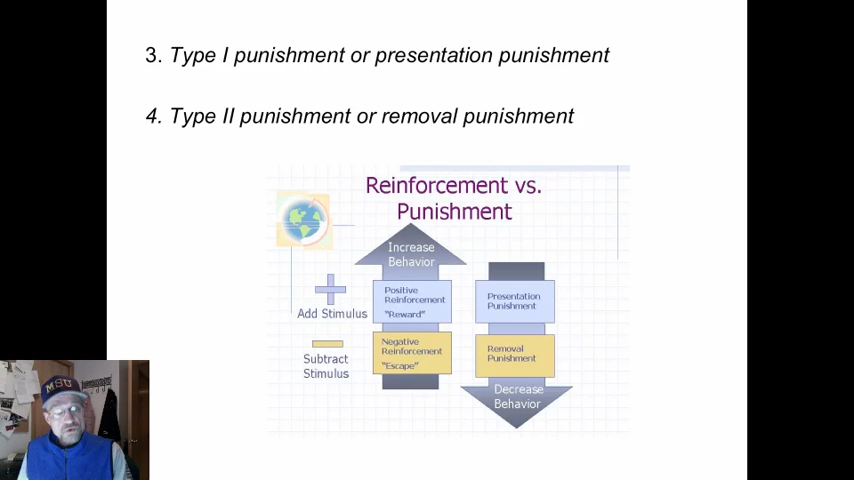 3. Type I punishment or presentation punishment
4. Type II punishment or removal punishment
Reinforcement vs.
Punishment
Increase
Behavior
Add Stimulus
Positive
Reinforcement
"Reward"
Presentation
Punishment
Subtract
Stimulus
Negative
Reinforcement
"Escape"
Removal
Punishment
Decrease
Behavior
MSU